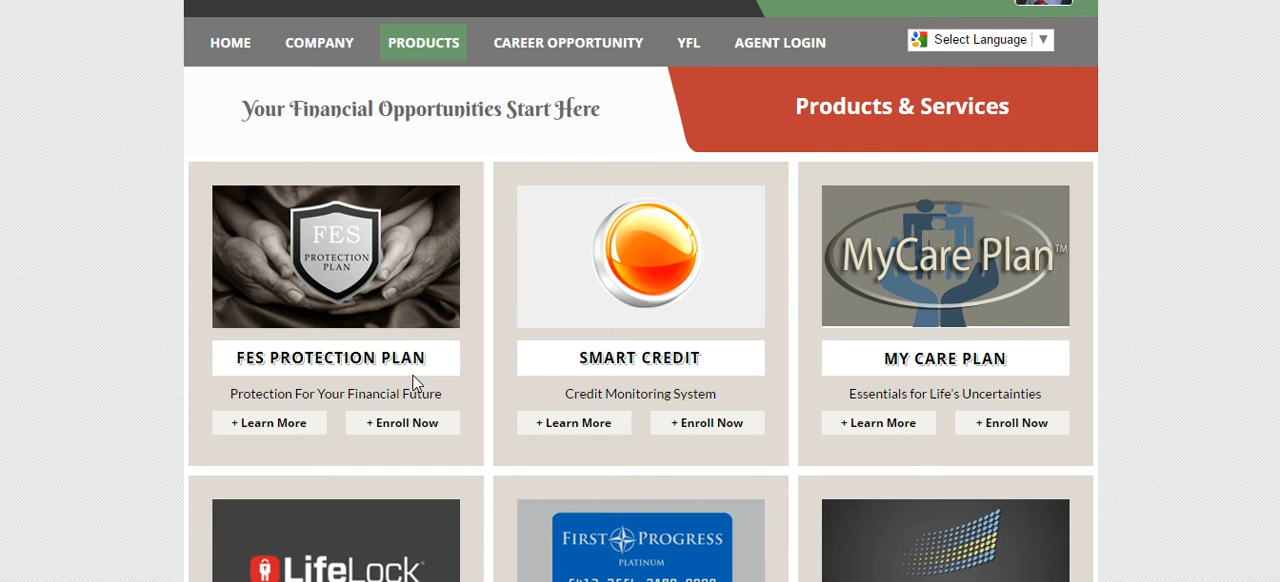 HOME COMPANY PRODUCTS CAREER OPPORTUNITY YFL AGENT LOGIN Select Language ▼
Your Financial Opportunities Start Here
Products & Services
FES
PROTECTION
PLAN
MyCare Plan™
FES PROTECTION PLAN
SMART CREDIT
MY CARE PLAN
Protection For Your Financial Future
Credit Monitoring System
Essentials for Life's Uncertainties
+ Learn More + Enroll Now
+ Learn More + Enroll Now
+ Learn More + Enroll Now
LifeLock
FIRST PROGRESS
PLATINUM